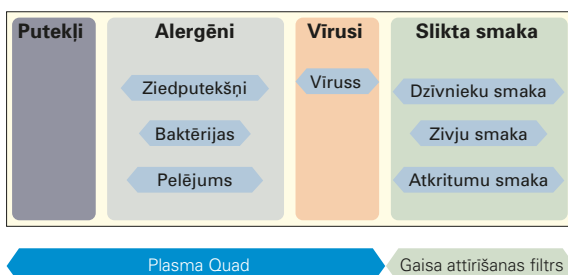 Putekļi
Alergēni
Vīrusi
Slikta smaka
Ziedputekšņi
Baktērijas
Pelējums
Vīruss
Dzīvnieku smaka
Zivju smaka
Atkritumu smaka
Plasma Quad
Gaisa attīrīšanas filtrs